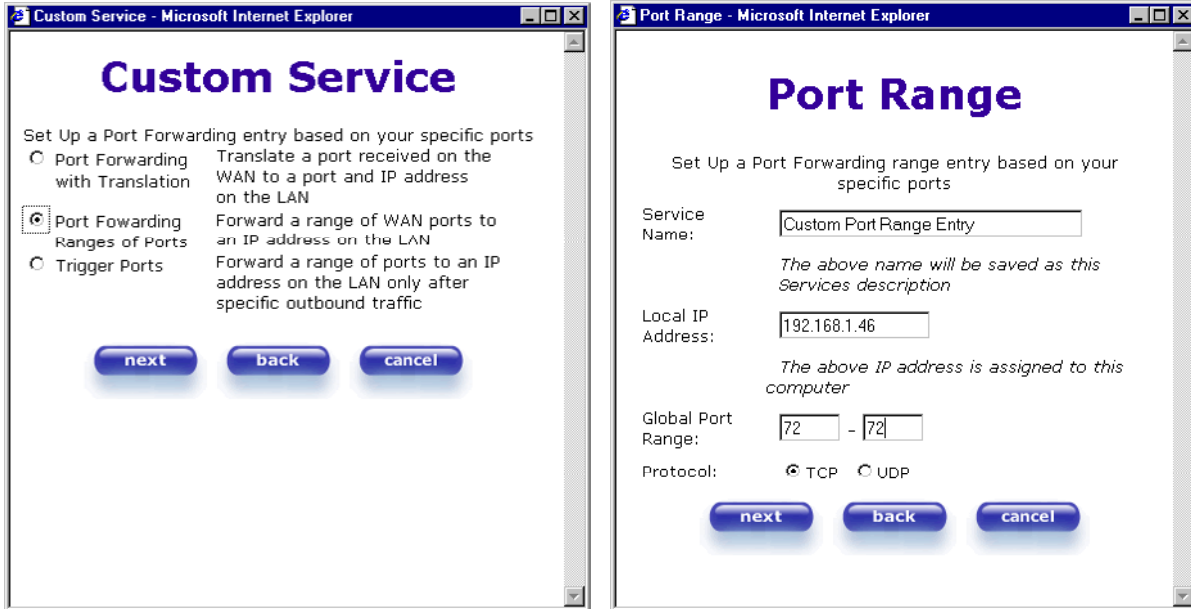 Custom Service - Microsoft Internet Explorer
Custom Service
Set Up a Port Forwarding entry based on your specific ports
Port Forwarding
with Translation
Translate a port received on the
WAN to a port and IP address
on the LAN
Port Fowarding
Ranges of Ports
Forward a range of WAN ports to
an IP address on the LAN
Trigger Ports
Forward a range of ports to an IP
address on the LAN only after
specific outbound traffic
next back cancel
Port Range - Microsoft Internet Explorer
Port Range
Set Up a Port Forwarding range entry based on your
specific ports
Service
Name:
Custom Port Range Entry
The above name will be saved as this
Services description
Local IP
Address:
192.168.1.46
The above IP address is assigned to this
computer
Global Port
Range:
72 - 72
Protocol:
TCP UDP
next back cancel